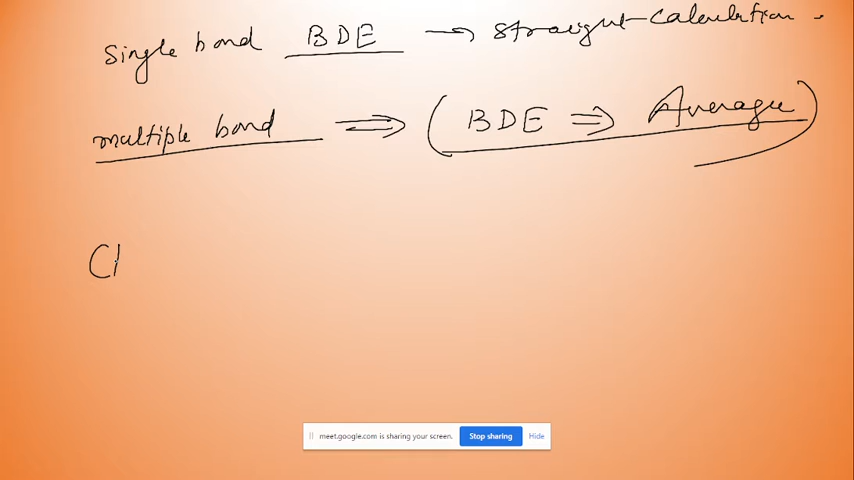 Single bond BDE → straight-calculation.
multiple bond ⇒ (BDE ⇒ Average)
meet.google.com is sharing your screen. Stop sharing Hide